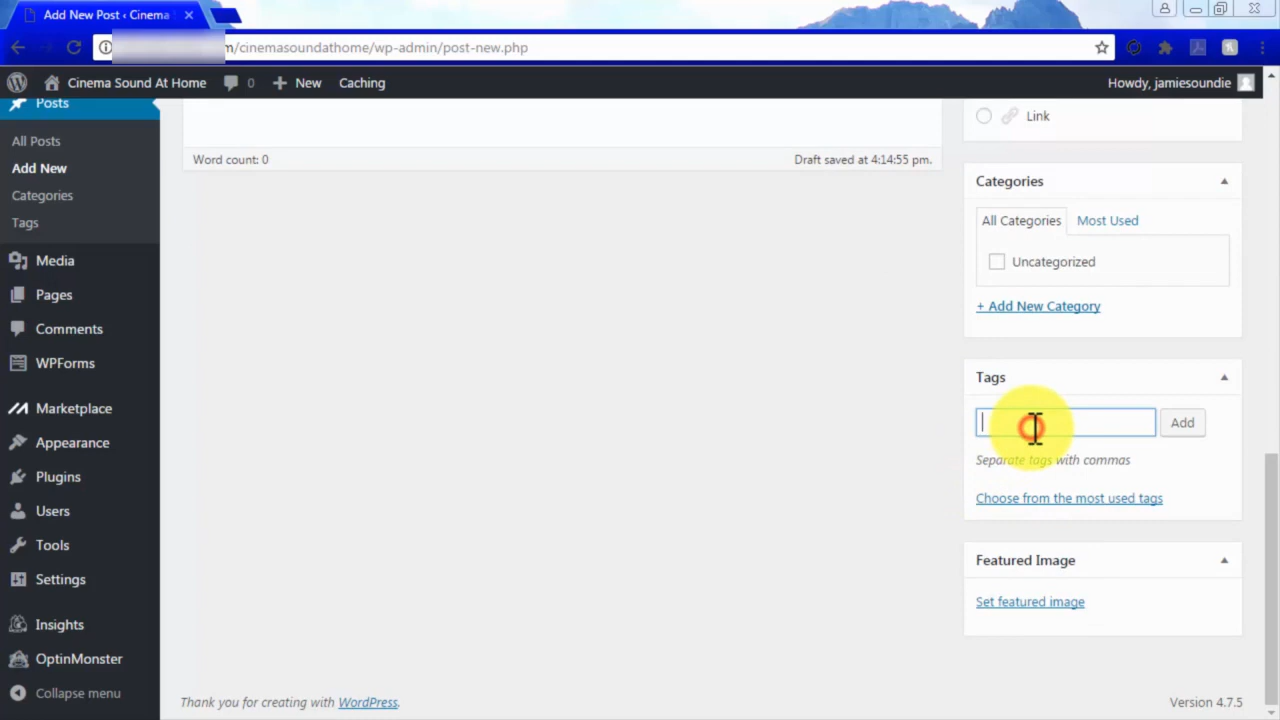 Add New Post ‹ Cinema
m/cinemasoundathome/wp-admin/post-new.php
Cinema Sound At Home 0 New Caching Howdy, jamiesoundie
Posts
All Posts
Add New
Categories
Tags
Media
Pages
Comments
WPForms
Marketplace
Appearance
Plugins
Users
Tools
Settings
Insights
OptinMonster
Collapse menu
Word count: 0 Draft saved at 4:14:55 pm.
Link
Categories
All Categories Most Used
Uncategorized
+ Add New Category
Tags
Add
Separate tags with commas
Choose from the most used tags
Featured Image
Set featured image
Thank you for creating with WordPress. Version 4.7.5